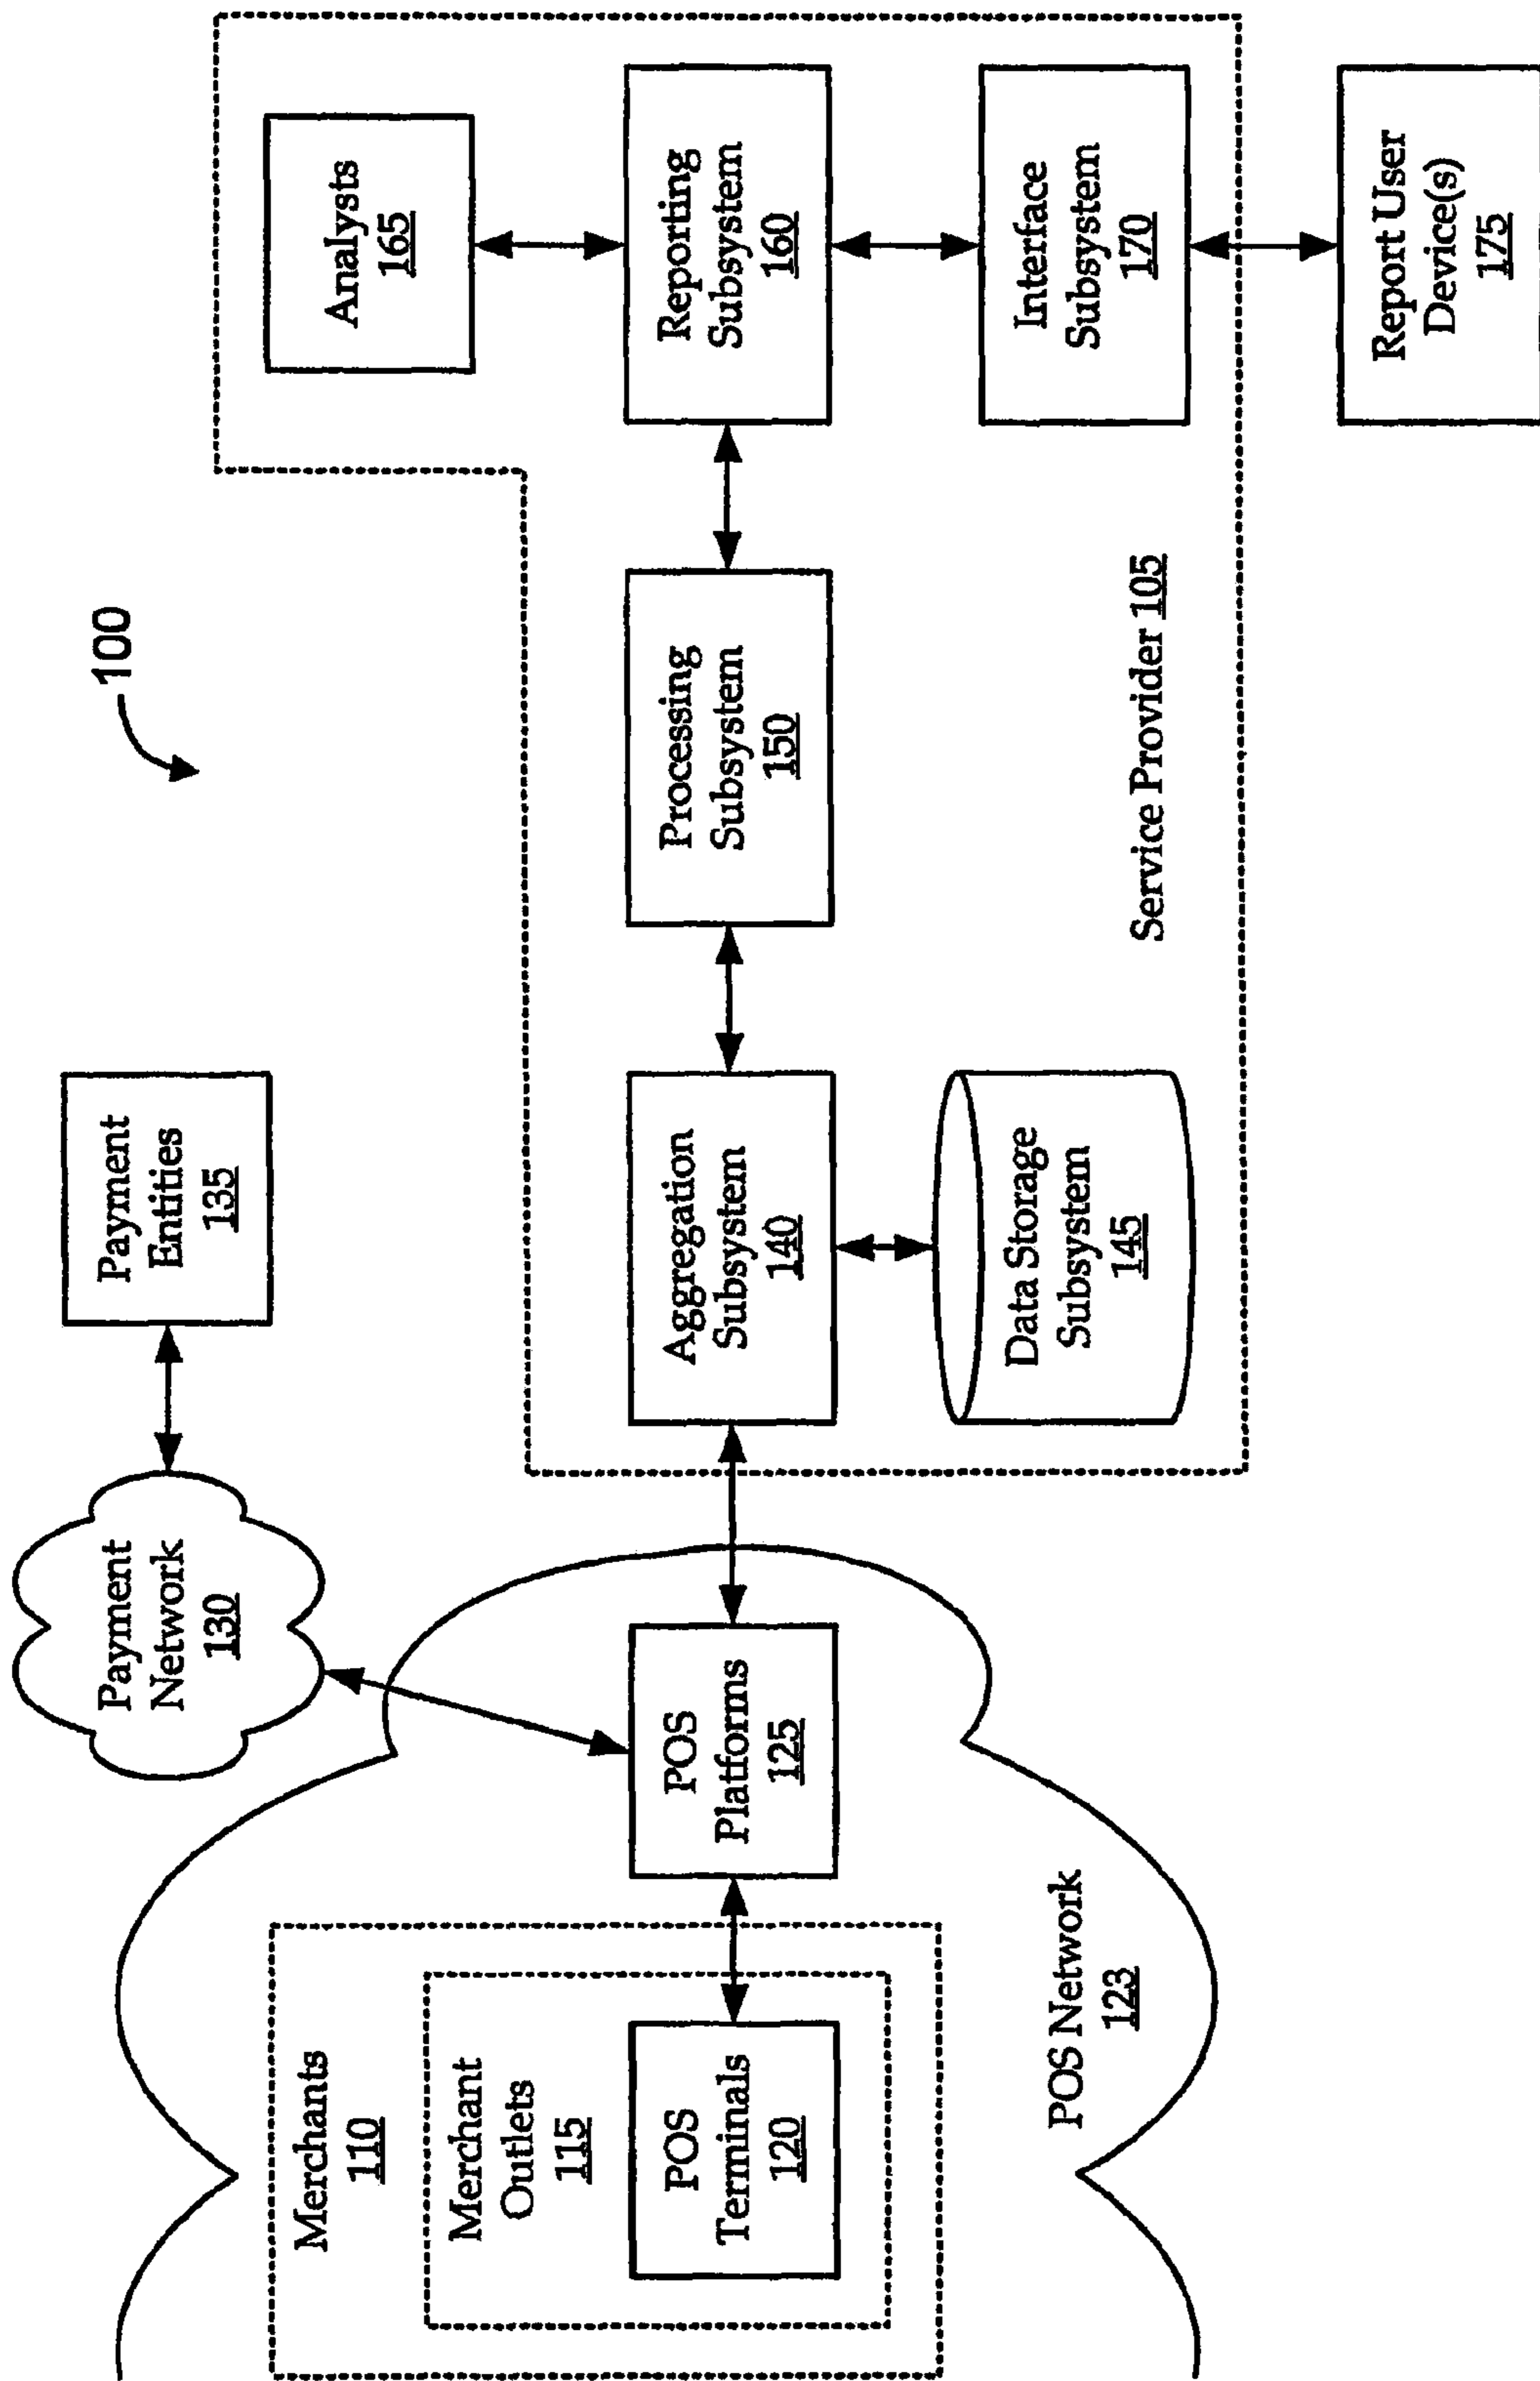 100
Payment
Network
130
Payment
Entities
135
Merchants
110
Merchant
Outlets
115
POS
Terminals
120
POS
Platforms
125
POS Network
123
Aggregation
Subsystem
140
Data Storage
Subsystem
145
Processing
Subsystem
150
Analysts
165
Reporting
Subsystem
160
Interface
Subsystem
170
Service Provider 105
Report User
Device(s)
175